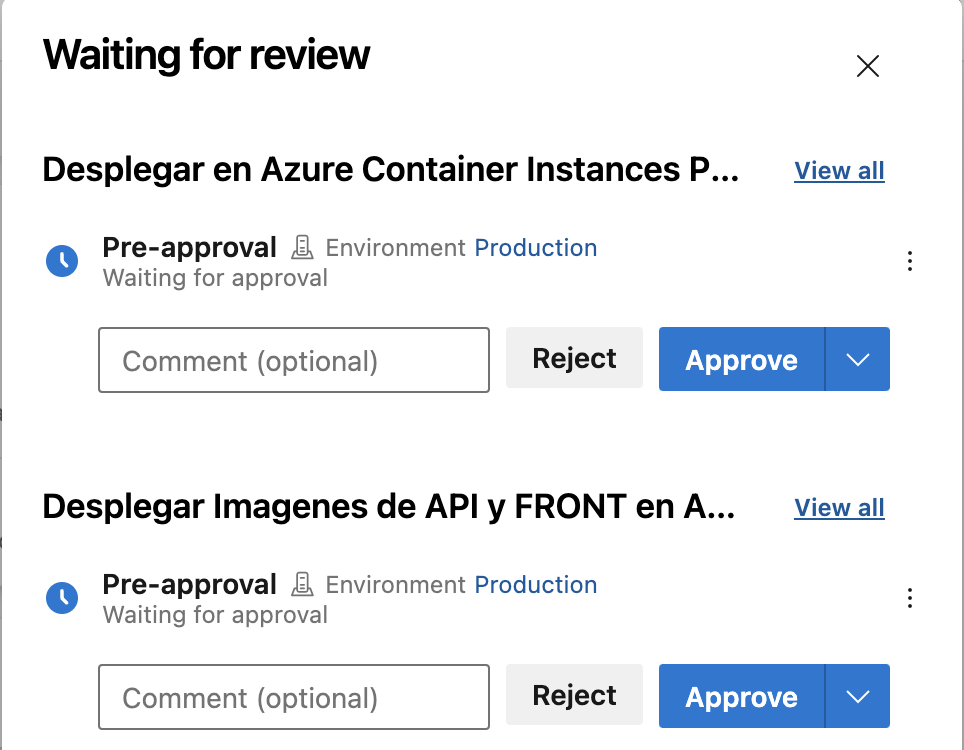 Waiting for review
Desplegar en Azure Container Instances P... View all
Pre-approval Environment Production
Waiting for approval
Comment (optional) Reject Approve
Desplegar Imagenes de API y FRONT en A... View all
Pre-approval Environment Production
Waiting for approval
Comment (optional) Reject Approve